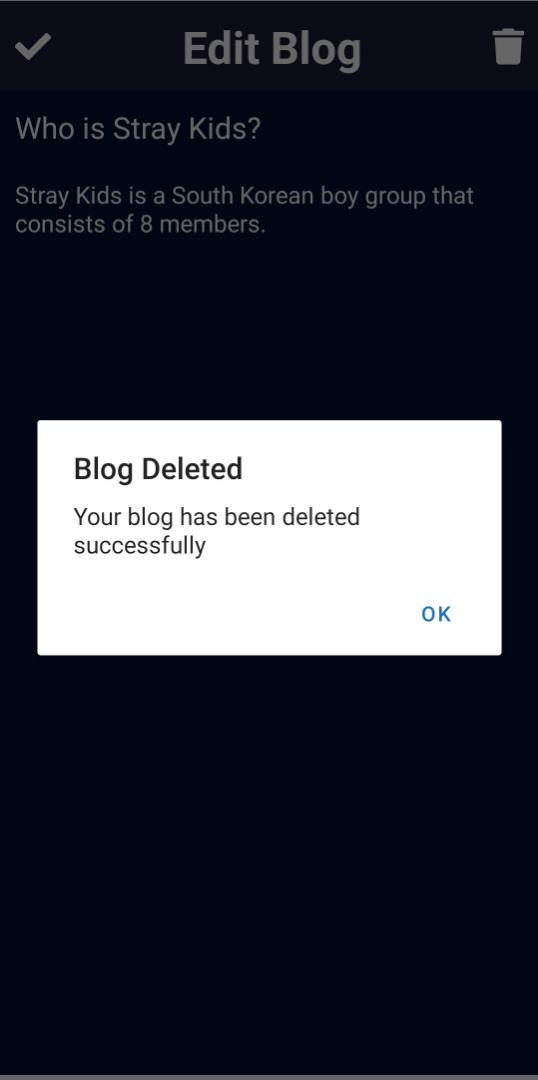 Edit Blog
Who is Stray Kids?
Stray Kids is a South Korean boy group that
consists of 8 members.
Blog Deleted
Your blog has been deleted
successfully
OK